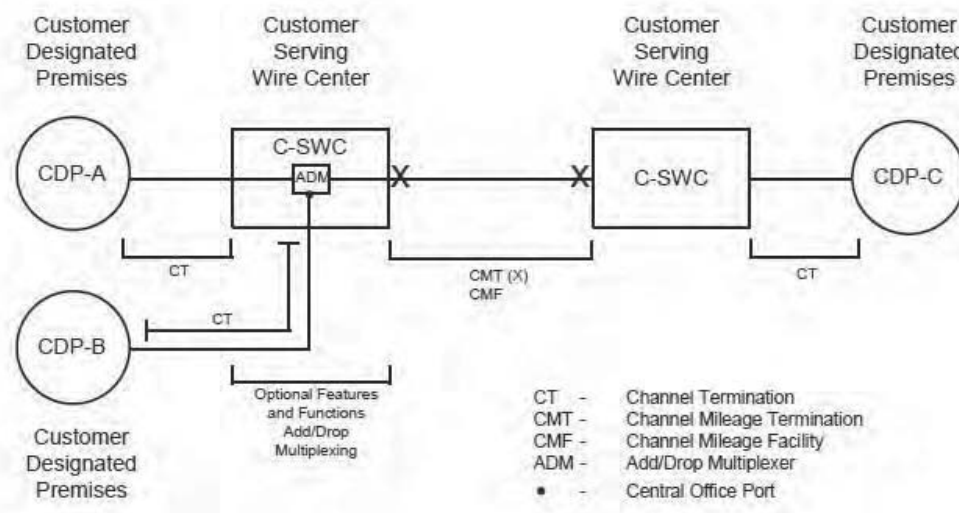 Customer
Designated
Premises
Customer
Serving
Wire Center
Customer
Serving
Wire Center
Customer
Designated
Premises
CDP-A
C-SWC
ADM
X
X
C-SWC
CDP-C
CT
CMT (X)
CMF
CT
CT
CDP-B
Optional Features
and Functions
Add/Drop
Multiplexing
Customer
Designated
Premises
CT - Channel Termination
CMT - Channel Mileage Termination
CMF - Channel Mileage Facility
ADM - Add/Drop Multiplexer
• - Central Office Port